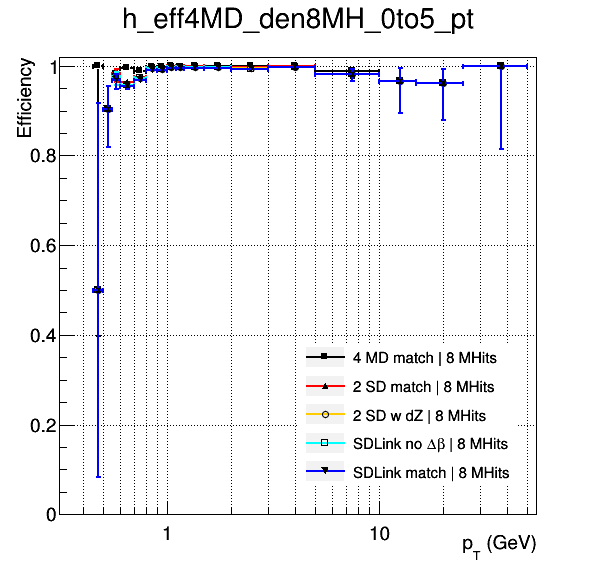 h_eff4MD_den8MH_0to5_pt
Efficiency
1
0.8
0.6
0.4
0.2
0
4 MD match | 8 MHits
2 SD match | 8 MHits
2 SD w dZ | 8 MHits
SDLink no Δβ | 8 MHits
SDLink match | 8 MHits
1
10
p_T (GeV)